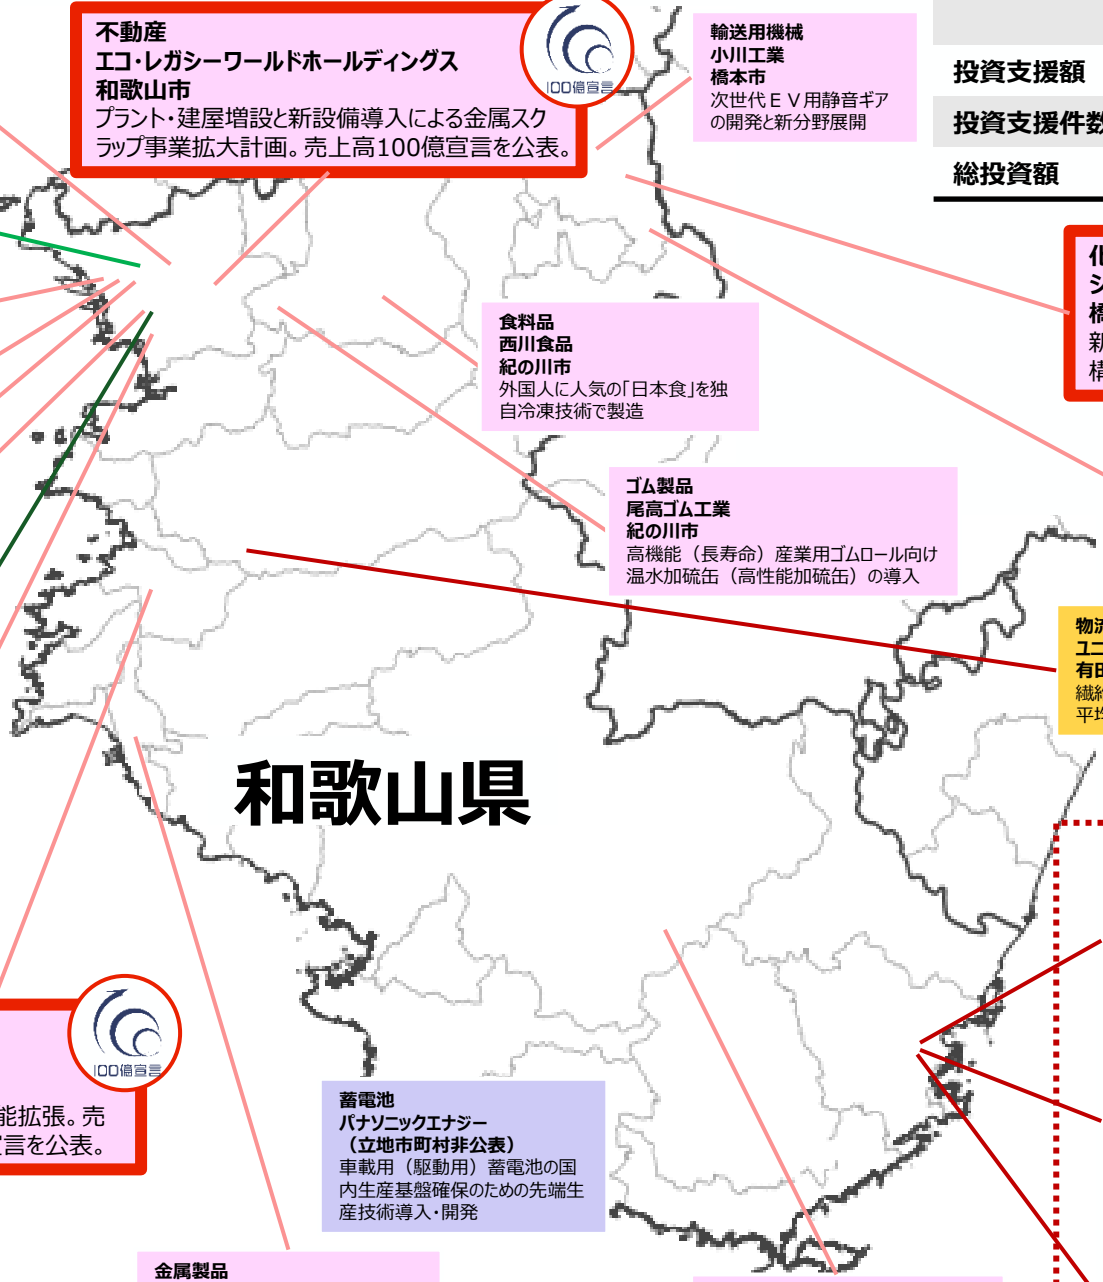 不動産
エコ・レガシーワールドホールディングス
和歌山市
プラント・建屋増設と新設備導入による金属スク
ラップ事業拡大計画。売上高100億宣言を公表。
100億宣言
輸送用機械
小川工業
橋本市
次世代ＥＶ用静音ギア
の開発と新分野展開
投資支援額
投資支援件数
総投資額
食料品
西川食品
紀の川市
外国人に人気の「日本食」を独
自冷凍技術で製造
ゴム製品
尾高ゴム工業
紀の川市
高機能（長寿命）産業用ゴムロール向け
温水加硫缶（高性能加硫缶）の導入
橋
新
構
物流
ユニ
有田
平均
和歌山県
100億宣言
能拡張。売
宣言を公表。
蓄電池
パナソニックエナジー
（立地市町村非公表）
車載用（駆動用）蓄電池の国
内生産基盤確保のための先端生
産技術導入・開発
金属製品